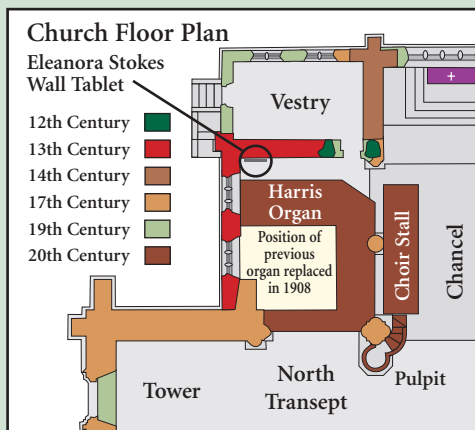 Church Floor Plan
Eleanora Stokes
Wall Tablet
12th Century
13th Century
14th Century
17th Century
19th Century
20th Century
Vestry
Harris
Organ
Position of
previous
organ replaced
in 1908
Choir Stall
Chancel
Tower
North
Transept
Pulpit